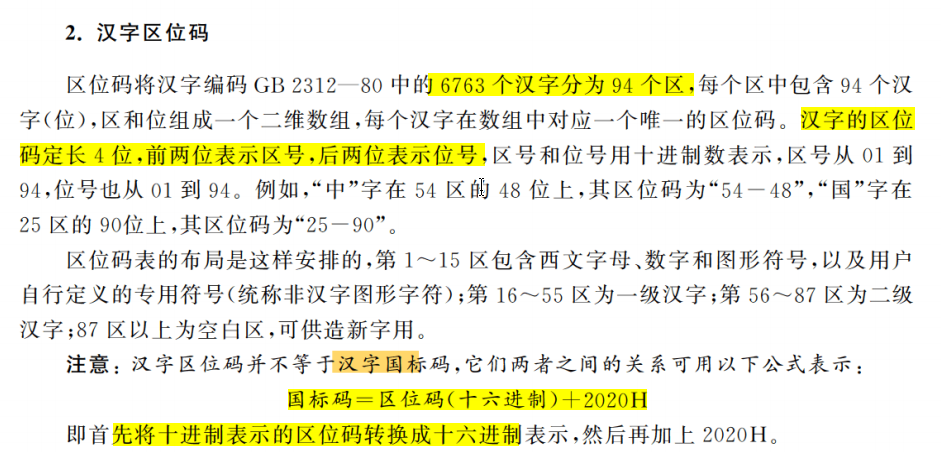 2. 汉字区位码
区位码将汉字编码 GB 2312—80 中的 6763 个汉字分为 94 个区,每个区中包含 94 个汉
字(位),区和位组成一个二维数组,每个汉字在数组中对应一个唯一的区位码。汉字的区位
码定长 4 位,前两位表示区号,后两位表示位号,区号和位号用十进制数表示,区号从 01 到
94,位号也从 01 到 94。例如,“中”字在 54 区的 48 位上,其区位码为“54-48”,“国”字在
25 区的 90位上,其区位码为“25-90”。
区位码表的布局是这样安排的,第 1~15 区包含西文字母、数字和图形符号,以及用户
自行定义的专用符号(统称非汉字图形字符);第 16~55 区为一级汉字;第 56~87 区为二级
汉字;87 区以上为空白区,可供造新字用。
注意:汉字区位码并不等于汉字国标码,它们两者之间的关系可用以下公式表示:
国标码=区位码(十六进制)+2020H
即首先将十进制表示的区位码转换成十六进制表示,然后再加上 2020H。